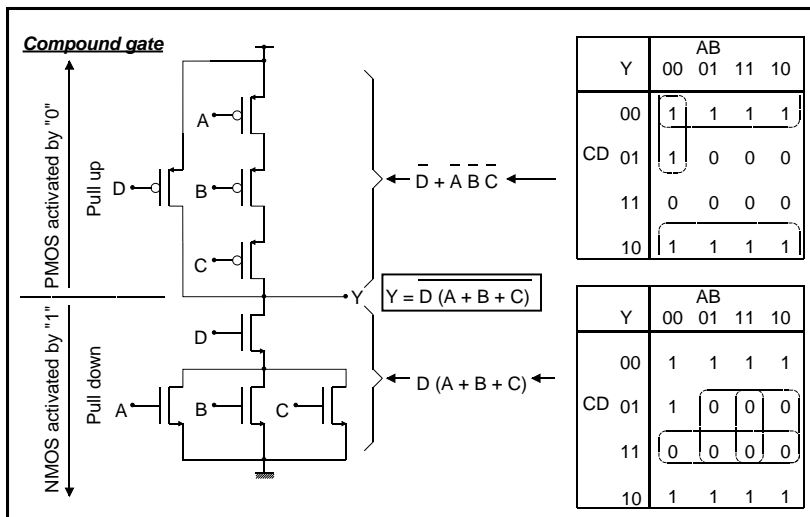 Compound gate
PMOS activated by "0"
Pull up
NMOS activated by "1"
Pull down
A
D
B
C
Y
D
A
B
C
D̅ + A̅ B̅ C̅
Y = D (A + B + C)̅
D (A + B + C)
AB
Y 00 01 11 10
00 1 1 1 1
CD 01 1 0 0 0
11 0 0 0 0
10 1 1 1 1
AB
Y 00 01 11 10
00 1 1 1 1
CD 01 1 0 0 0
11 0 0 0 0
10 1 1 1 1